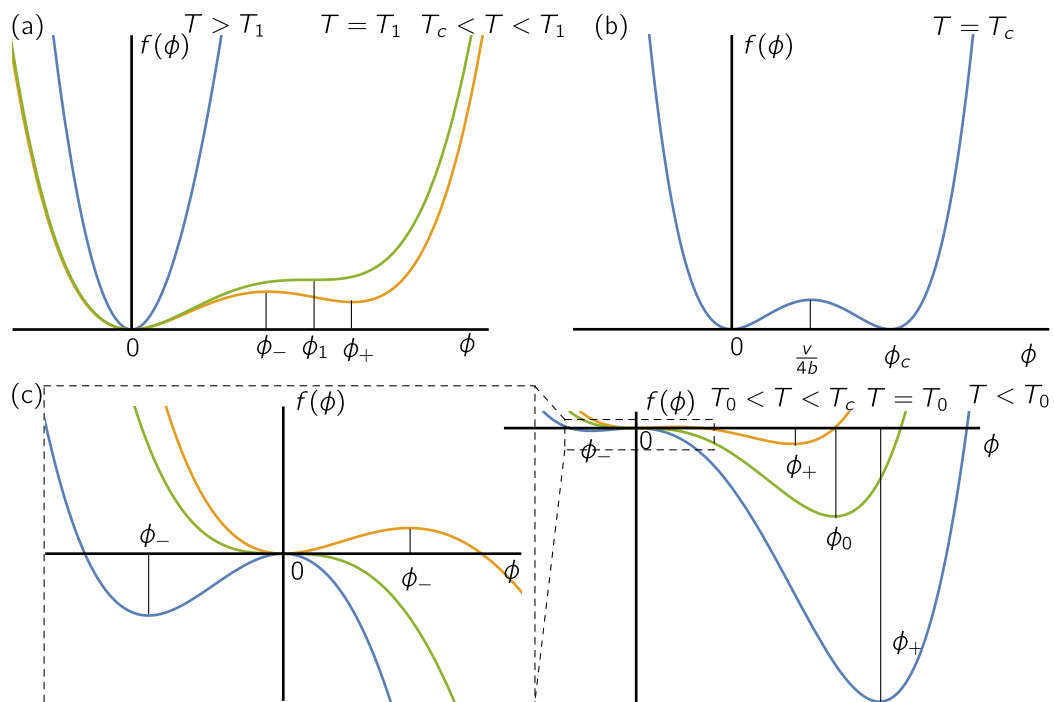 (a) T > T₁ T = T₁ T_c < T < T₁
f(ϕ)
0 ϕ₋ ϕ₁ ϕ₊ ϕ
(b) T = T_c
f(ϕ)
0 v/4b ϕ_c ϕ
(c) f(ϕ)
ϕ₋
0 ϕ₋ ϕ
f(ϕ) T₀ < T < T_c T = T₀ T < T₀
ϕ₋ 0 ϕ₊ ϕ
ϕ₀
ϕ₊